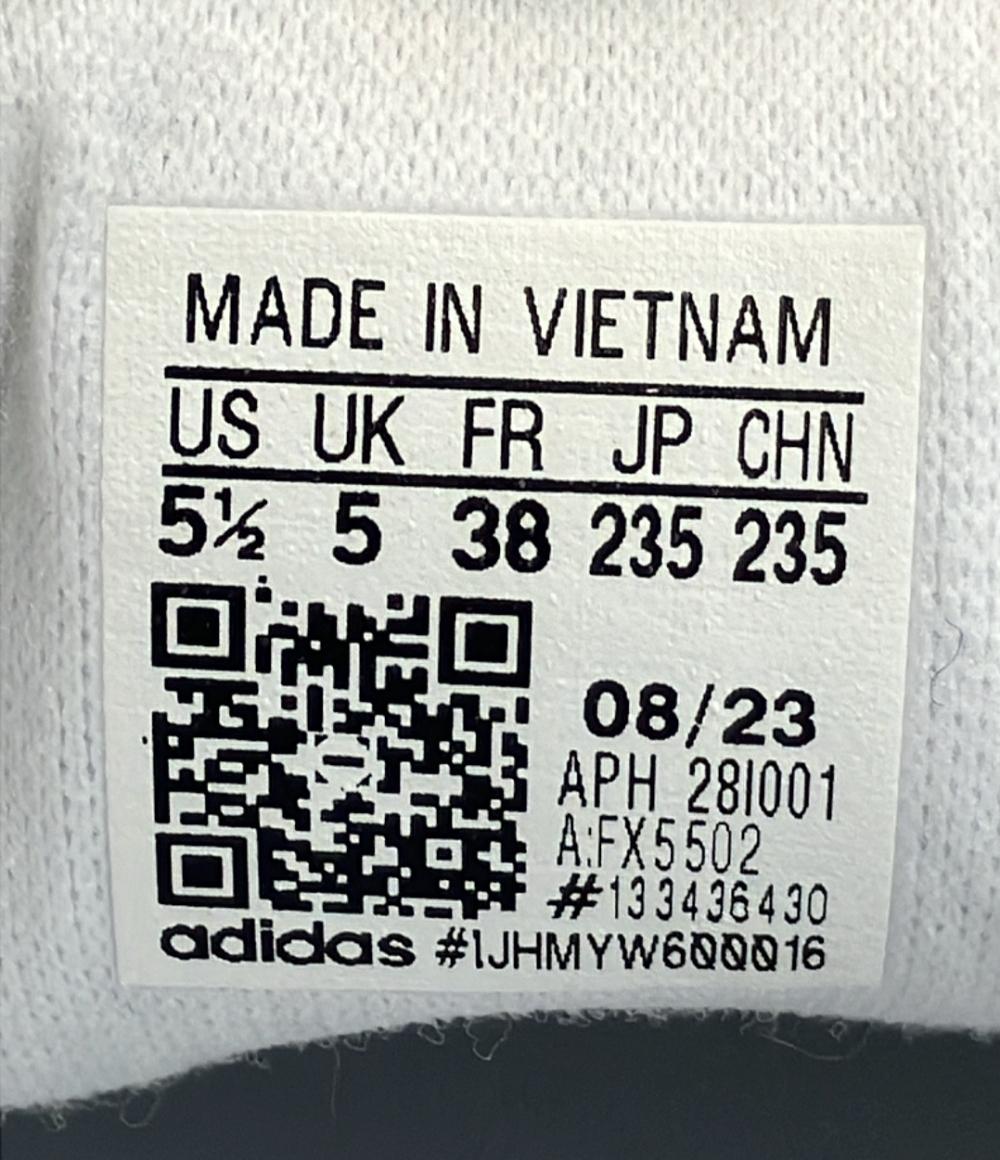 MADE IN VIETNAM
US UK FR JP CHN
5½ 5 38 235 235
08/23
APH 28I001
A:FX5502
#133436430
adidas #1JHMYW600016